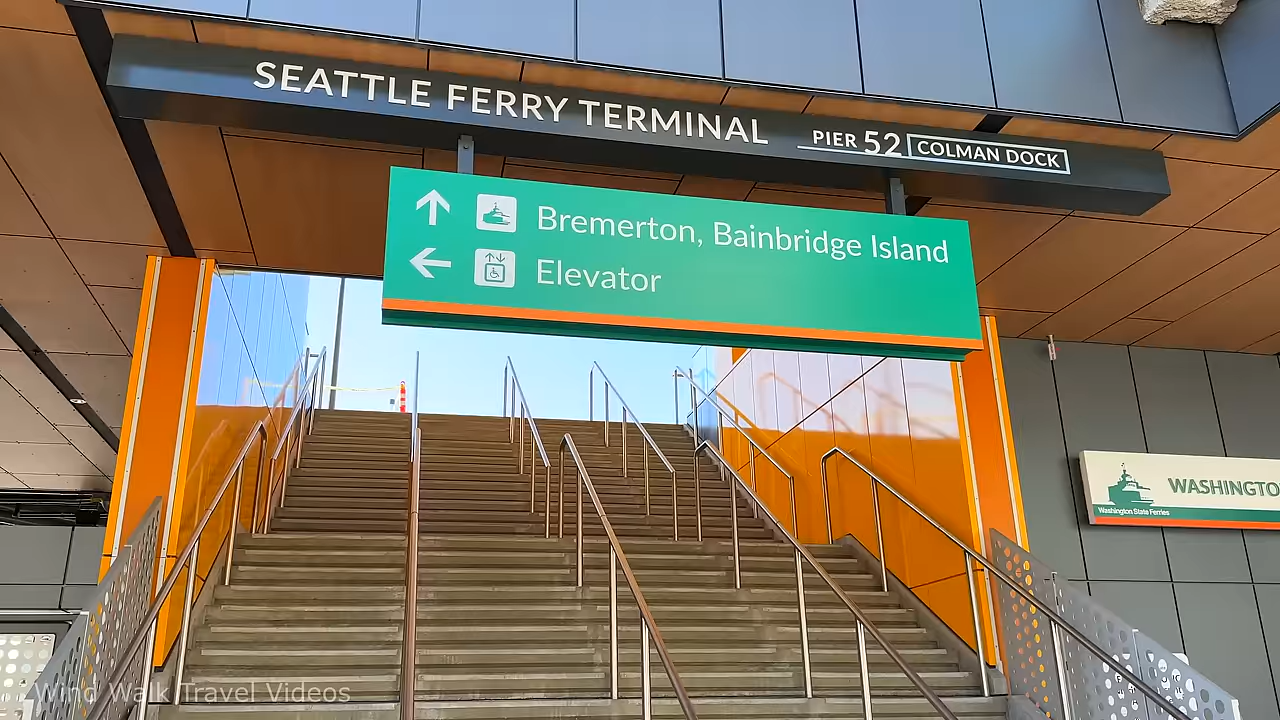 SEATTLE FERRY TERMINAL PIER 52 COLMAN DOCK
Bremerton, Bainbridge Island
Elevator
WASHINGTO
Washington State Ferries
Wind Walk Travel Videos